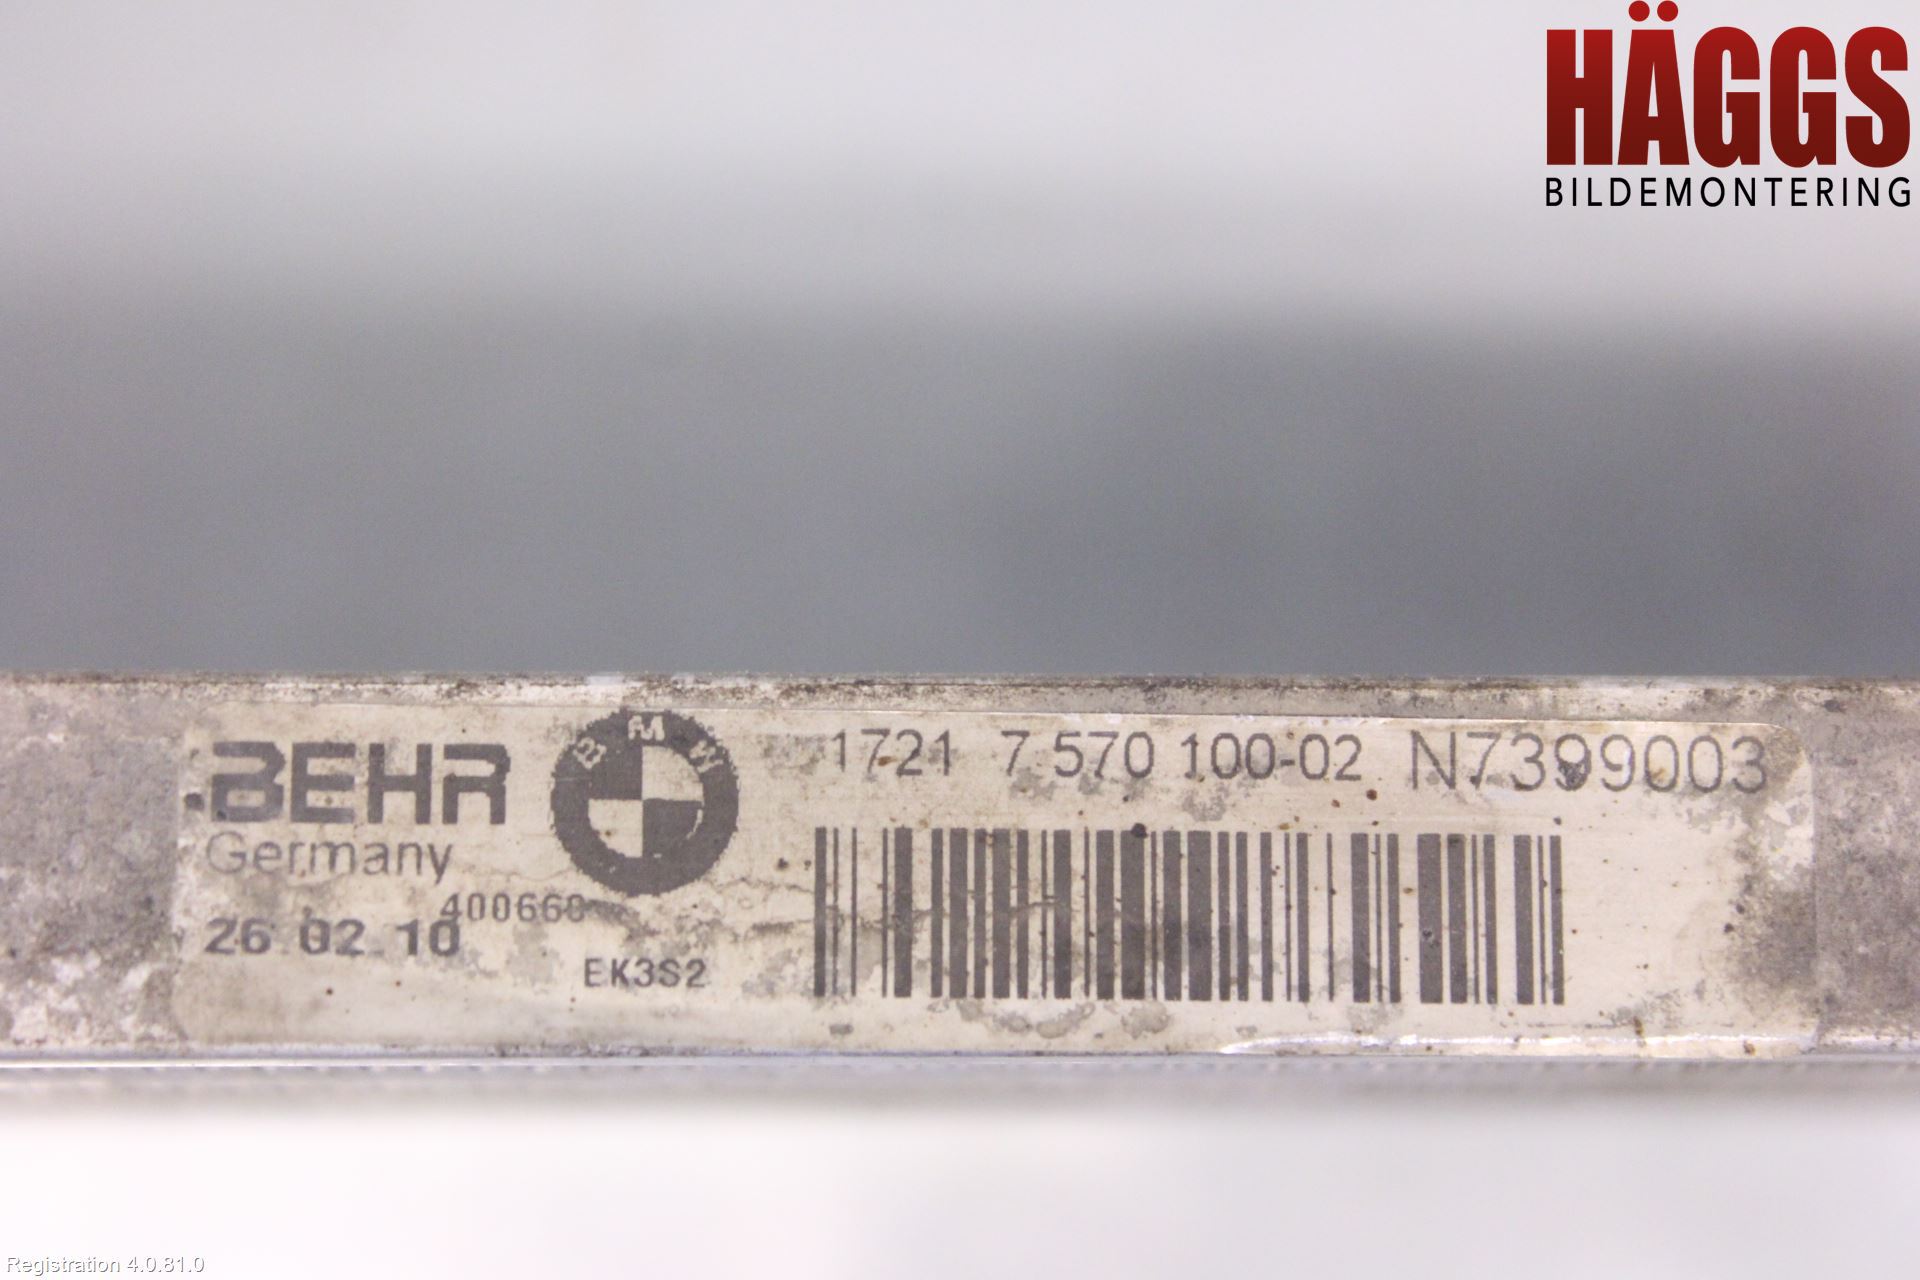 HÄGGS
BILDEMONTERING
BEHR
Germany
BMW
1721 7 570 100-02 N7399003
26 02 10
EK3S2
Registration 4.0.81.0